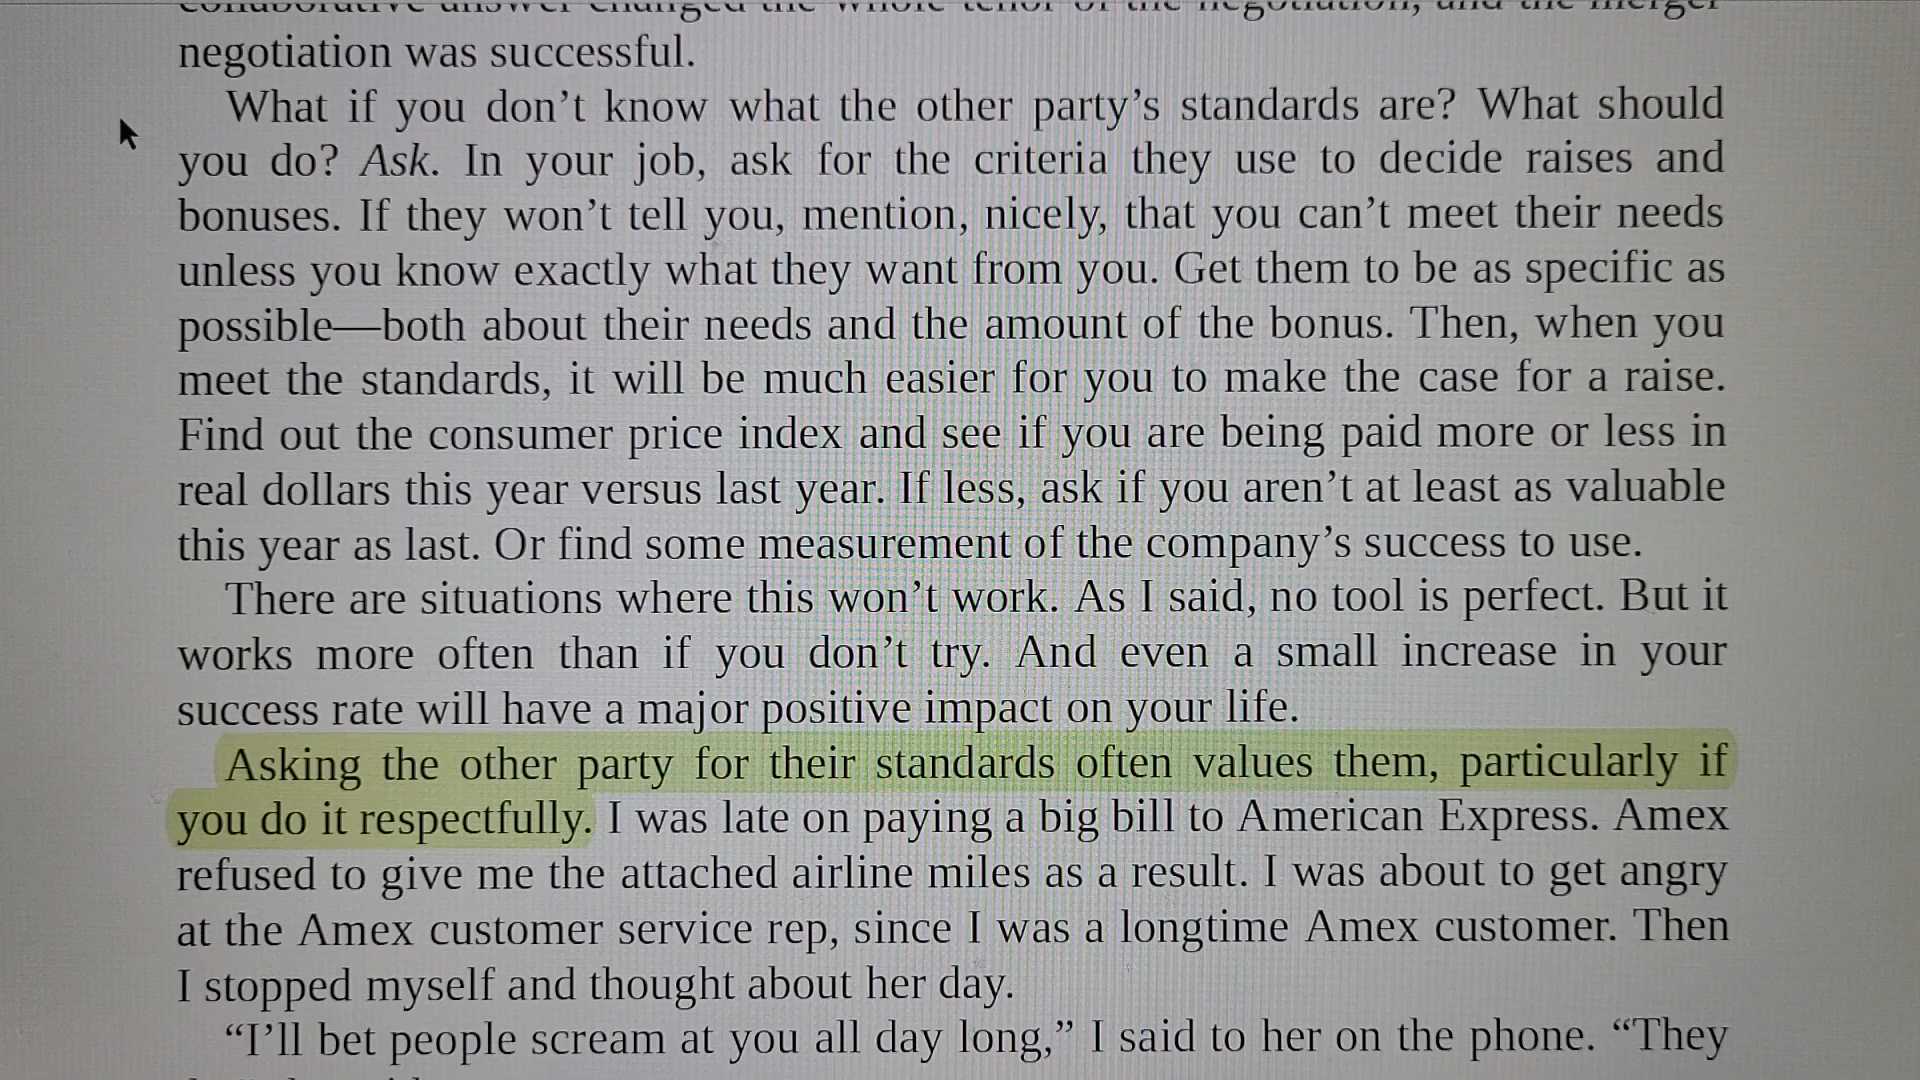 collaborative answer changed the whole tenor of the negotiation, and the merger
negotiation was successful.
What if you don’t know what the other party’s standards are? What should
you do? Ask. In your job, ask for the criteria they use to decide raises and
bonuses. If they won’t tell you, mention, nicely, that you can’t meet their needs
unless you know exactly what they want from you. Get them to be as specific as
possible—both about their needs and the amount of the bonus. Then, when you
meet the standards, it will be much easier for you to make the case for a raise.
Find out the consumer price index and see if you are being paid more or less in
real dollars this year versus last year. If less, ask if you aren’t at least as valuable
this year as last. Or find some measurement of the company’s success to use.
There are situations where this won’t work. As I said, no tool is perfect. But it
works more often than if you don’t try. And even a small increase in your
success rate will have a major positive impact on your life.
Asking the other party for their standards often values them, particularly if
you do it respectfully. I was late on paying a big bill to American Express. Amex
refused to give me the attached airline miles as a result. I was about to get angry
at the Amex customer service rep, since I was a longtime Amex customer. Then
I stopped myself and thought about her day.
“I’ll bet people scream at you all day long,” I said to her on the phone. “They